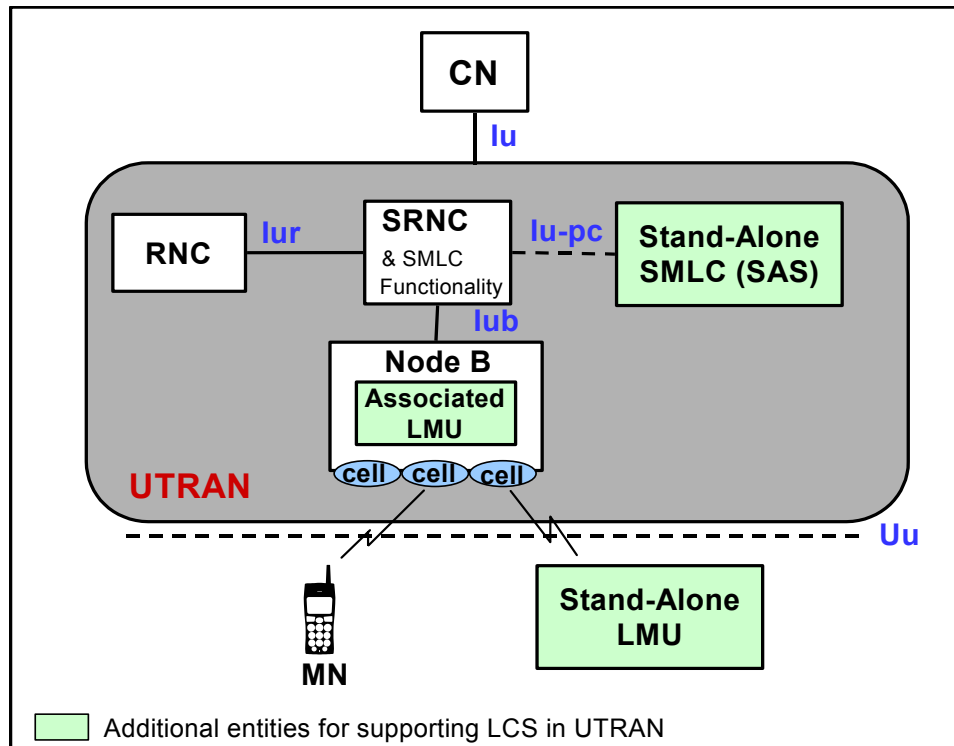 CN
Iu
RNC
Iur
SRNC
& SMLC
Functionality
Iu-pc
Stand-Alone
SMLC (SAS)
Iub
Node B
Associated
LMU
cell cell cell
UTRAN
Uu
MN
Stand-Alone
LMU
Additional entities for supporting LCS in UTRAN